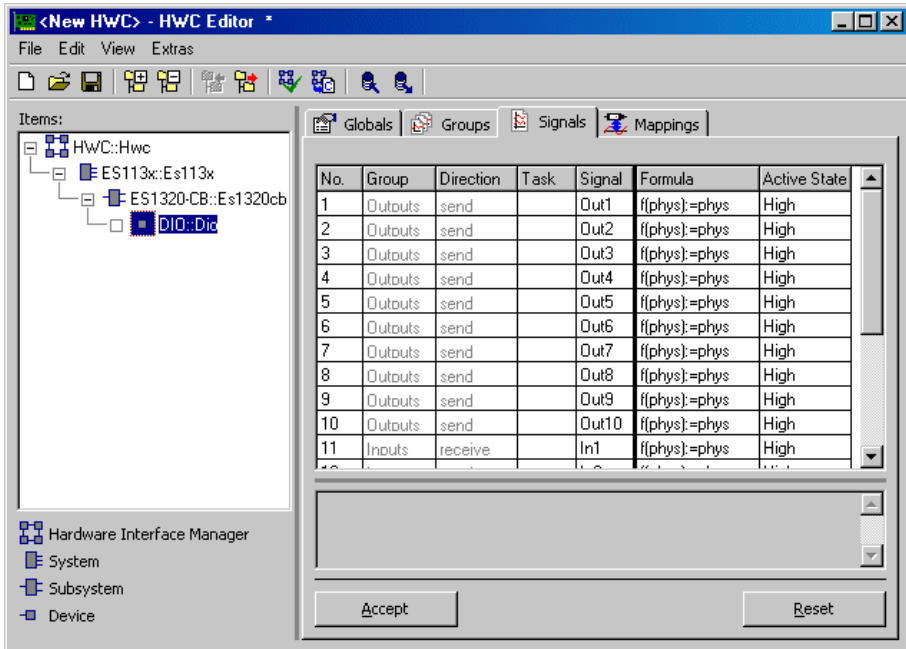 <New HWC> - HWC Editor *
File Edit View Extras
Items:
HWC::Hwc
ES113x::Es113x
ES1320-CB::Es1320cb
DIO::Dio
Hardware Interface Manager
System
Subsystem
Device
Globals Groups Signals Mappings
No. Group Direction Task Signal Formula Active State
1 Outputs send Out1 f(phys):=phys High
2 Outputs send Out2 f(phys):=phys High
3 Outputs send Out3 f(phys):=phys High
4 Outputs send Out4 f(phys):=phys High
5 Outputs send Out5 f(phys):=phys High
6 Outputs send Out6 f(phys):=phys High
7 Outputs send Out7 f(phys):=phys High
8 Outputs send Out8 f(phys):=phys High
9 Outputs send Out9 f(phys):=phys High
10 Outputs send Out10 f(phys):=phys High
11 Inputs receive In1 f(phys):=phys High
Accept Reset